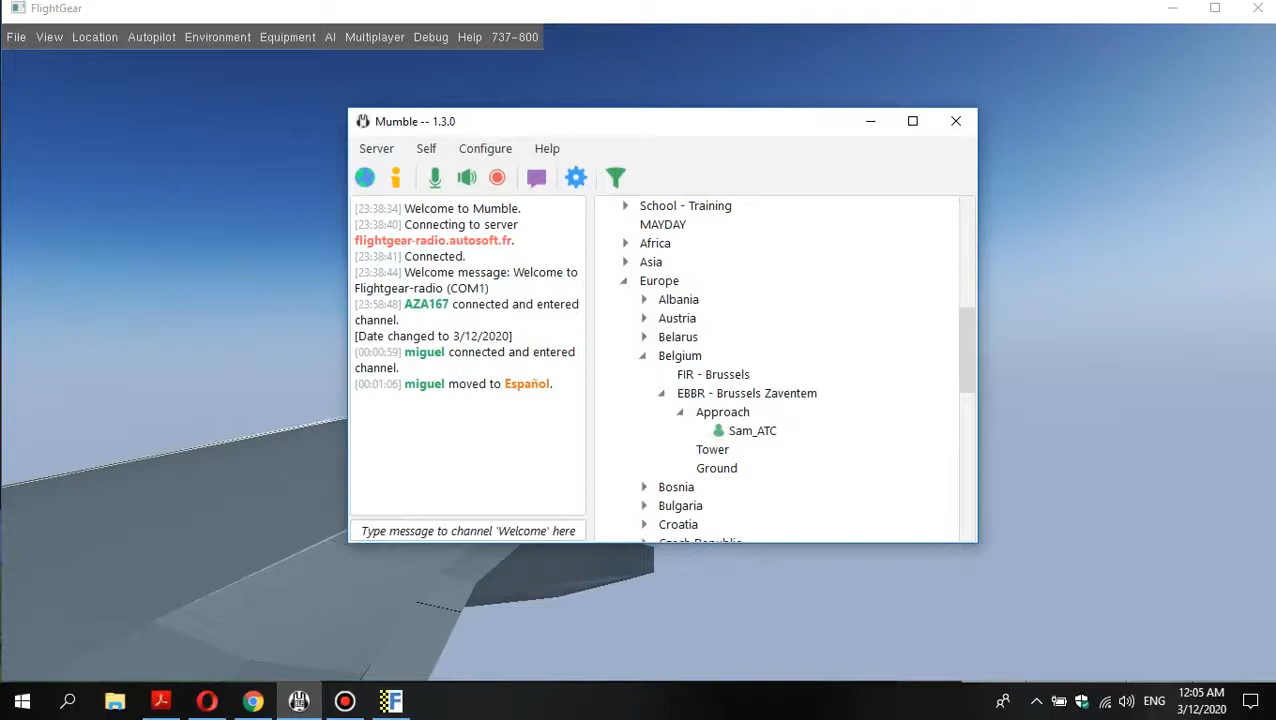 FlightGear
File View Location Autopilot Environment Equipment AI Multiplayer Debug Help 737-800
Mumble -- 1.3.0
Server Self Configure Help
[23:38:34] Welcome to Mumble.
[23:38:40] Connecting to server
flightgear-radio.autosoft.fr.
[23:38:41] Connected.
[23:38:44] Welcome message: Welcome to
Flightgear-radio (COM1)
[23:58:48] AZA167 connected and entered
channel.
[Date changed to 3/12/2020]
[00:00:59] miguel connected and entered
channel.
[00:01:06] miguel moved to Español.
Type message to channel 'Welcome' here
School - Training
MAYDAY
Africa
Asia
Europe
Albania
Austria
Belarus
Belgium
FIR - Brussels
EBBR - Brussels Zaventem
Approach
Sam_ATC
Tower
Ground
Bosnia
Bulgaria
Croatia
Czech Republic
ENG
12:05 AM
3/12/2020